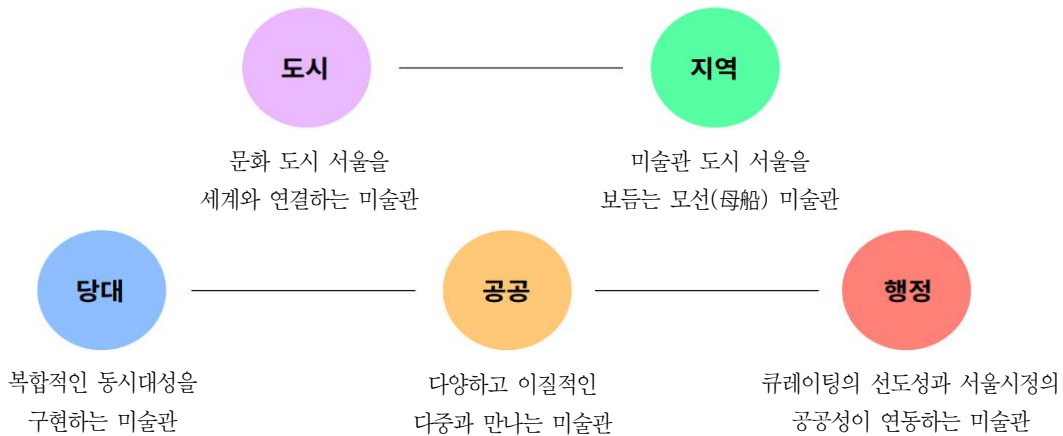 도시
지역
문화 도시 서울을
세계와 연결하는 미술관
미술관 도시 서울을
보듬는 모선(母船) 미술관
당대
공공
행정
복합적인 동시대성을
구현하는 미술관
다양하고 이질적인
다중과 만나는 미술관
큐레이팅의 선도성과 서울시정의
공공성이 연동하는 미술관